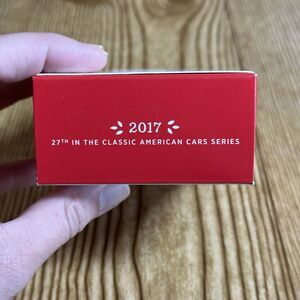 2017
27TH IN THE CLASSIC AMERICAN CARS SERIES